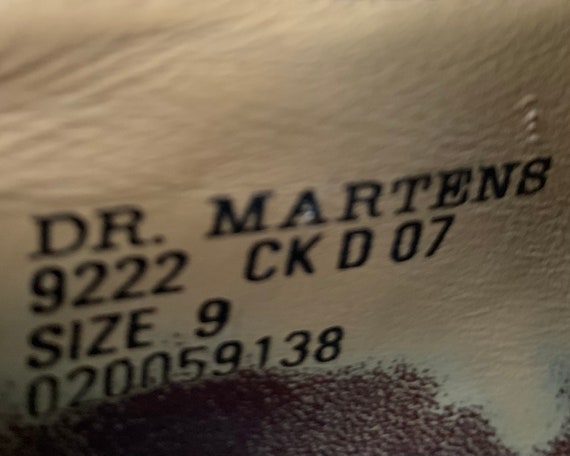 DR. MARTENS
9222 CK D 07
SIZE 9
020059138